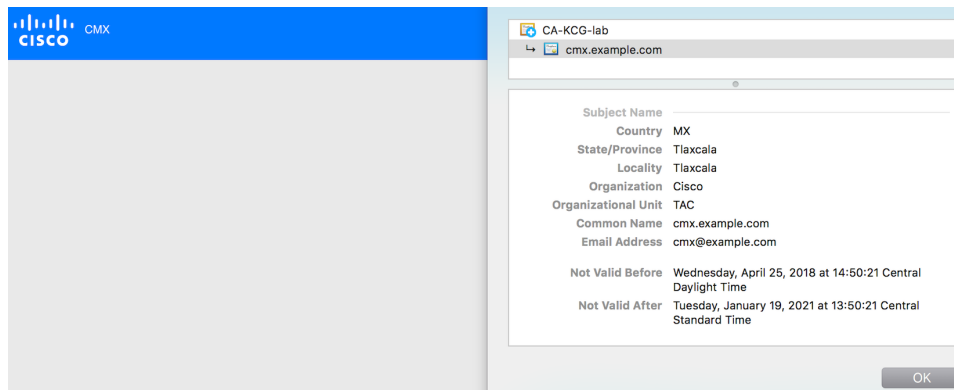 CISCO
CMX
CA-KCG-lab
cmx.example.com
Subject Name
Country MX
State/Province Tlaxcala
Locality Tlaxcala
Organization Cisco
Organizational Unit TAC
Common Name cmx.example.com
Email Address cmx@example.com
Not Valid Before Wednesday, April 25, 2018 at 14:50:21 Central
Daylight Time
Not Valid After Tuesday, January 19, 2021 at 13:50:21 Central
Standard Time
OK